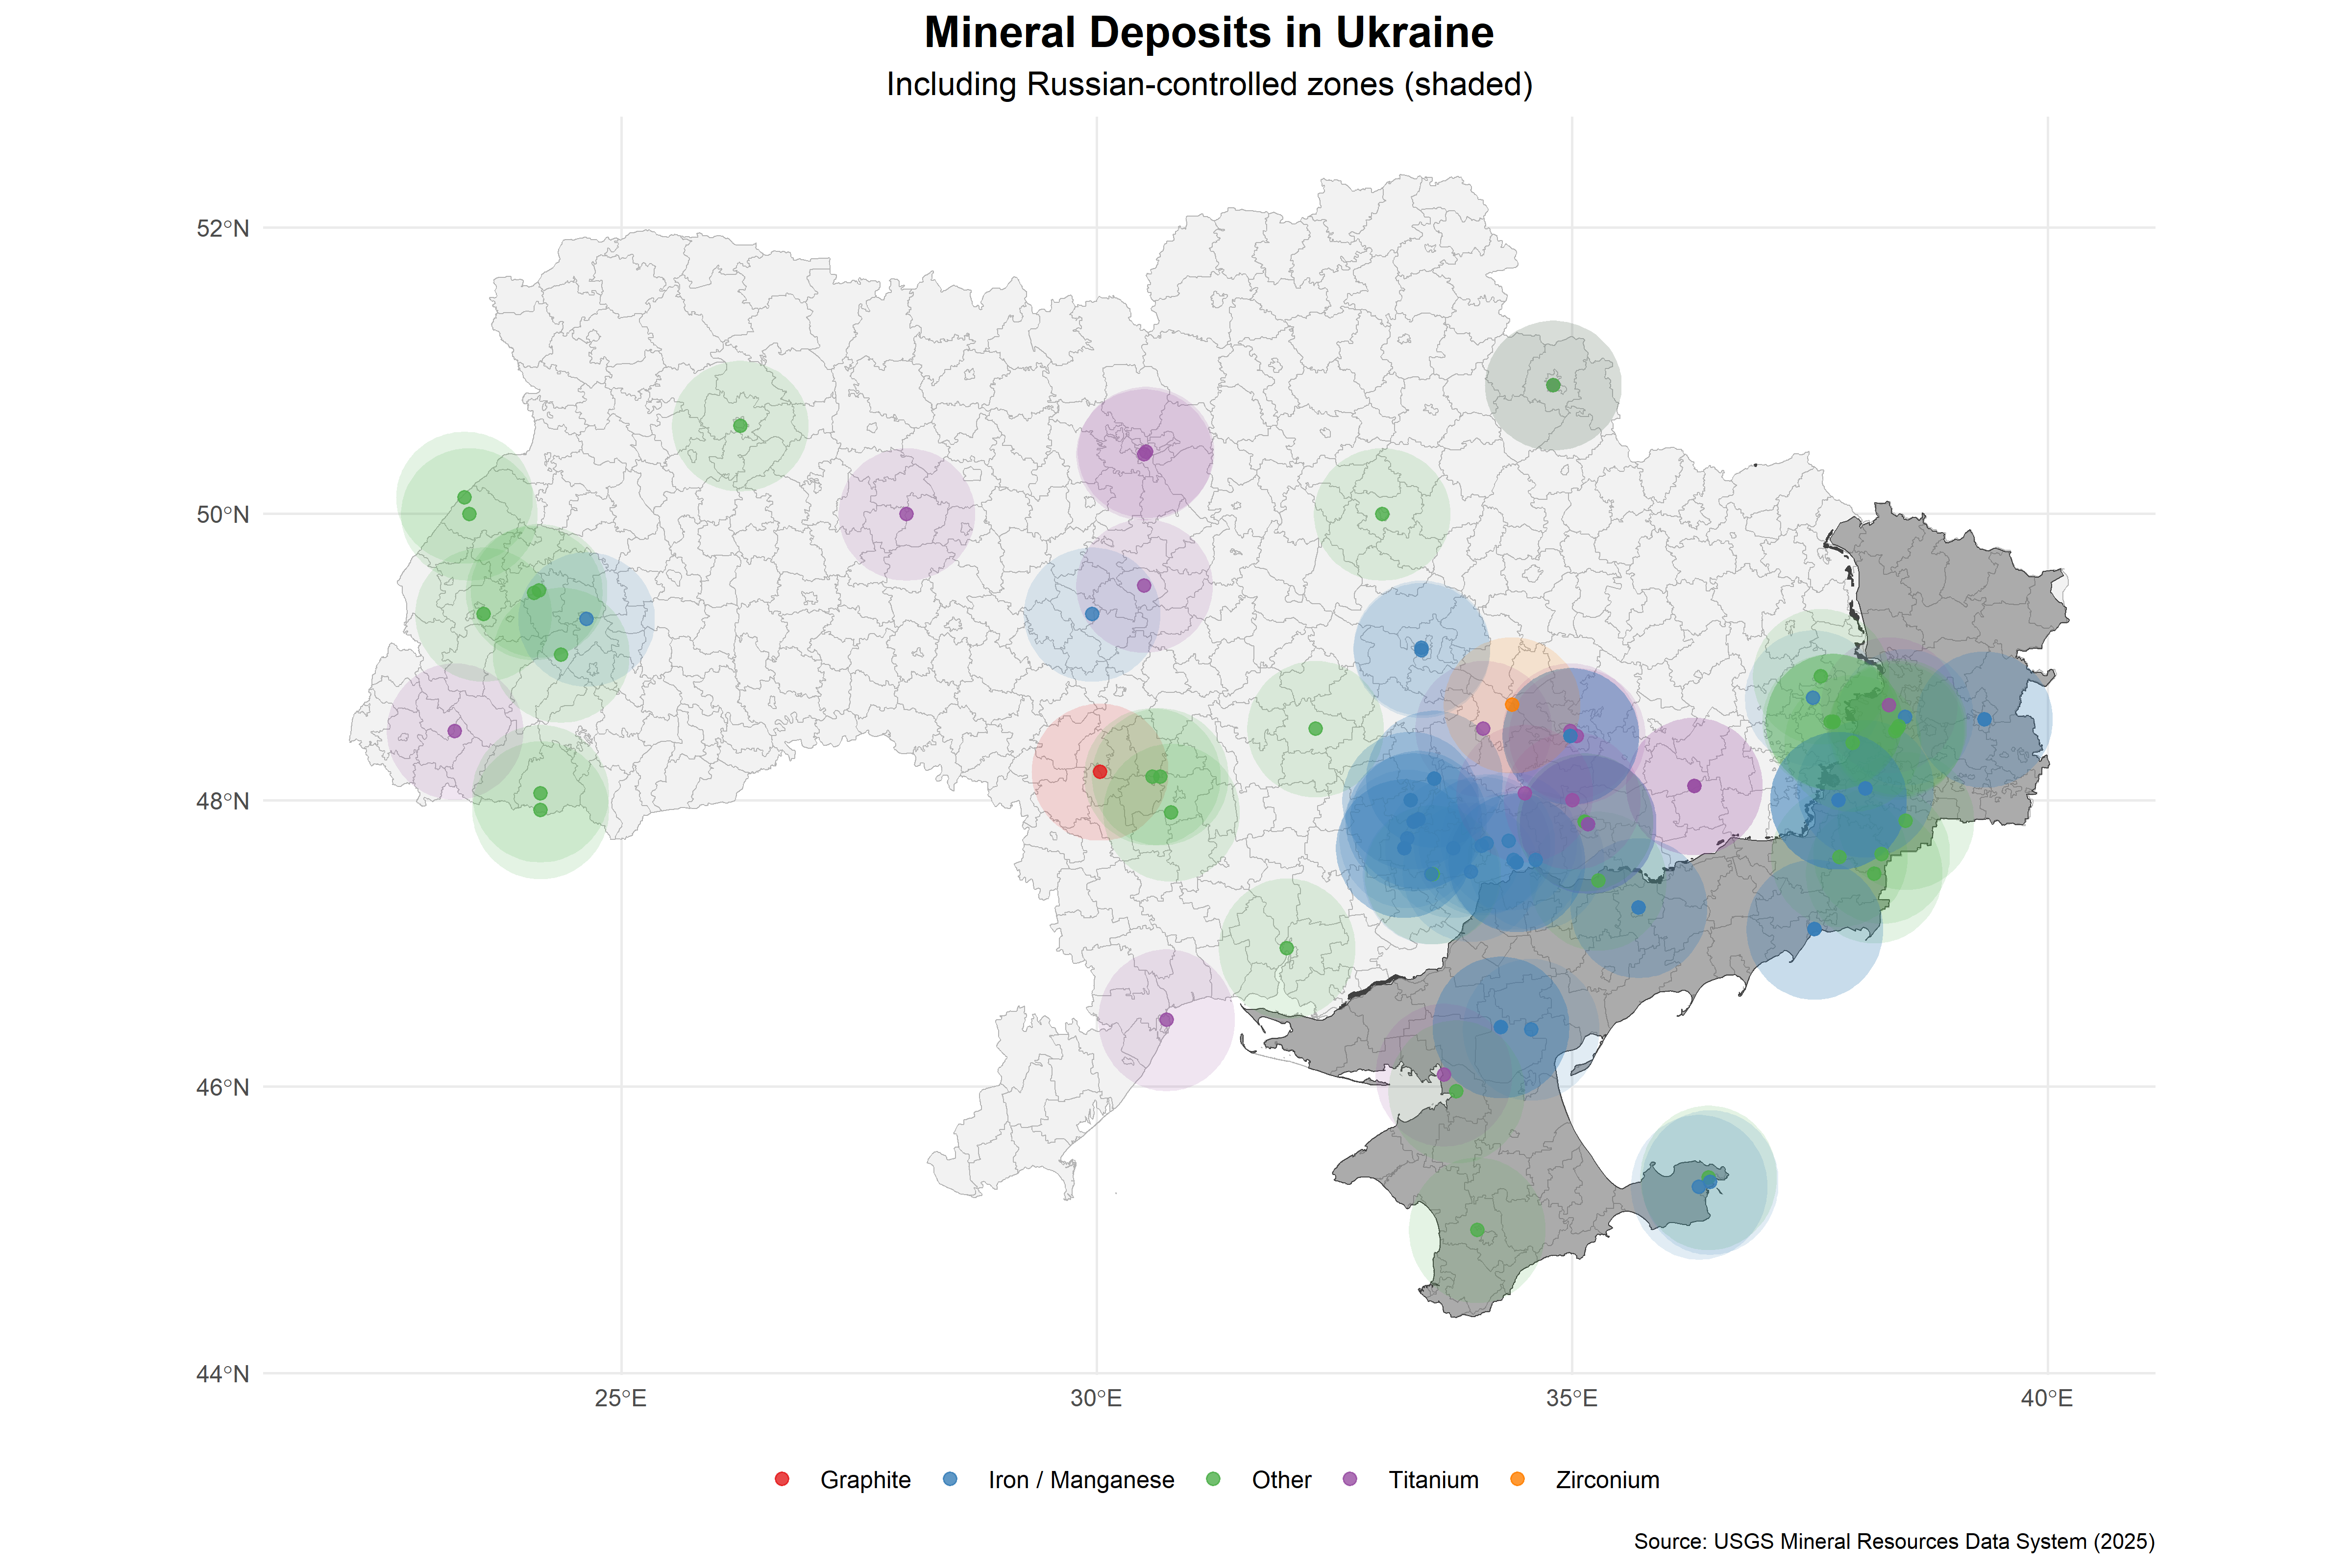 Mineral Deposits in Ukraine
Including Russian-controlled zones (shaded)
52°N
50°N
48°N
46°N
44°N
25°E 30°E 35°E 40°E
Graphite Iron / Manganese Other Titanium Zirconium
Source: USGS Mineral Resources Data System (2025)